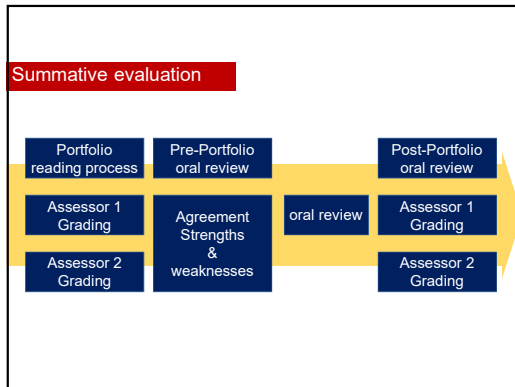 Summative evaluation
Portfolio
reading process
Pre-Portfolio
oral review
Post-Portfolio
oral review
Assessor 1
Grading
Agreement
Strengths
&
weaknesses
oral review
Assessor 1
Grading
Assessor 2
Grading
Assessor 2
Grading